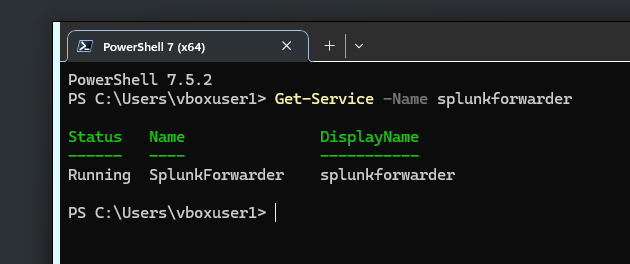 PowerShell 7 (x64)
PowerShell 7.5.2
PS C:\Users\vboxuser1> Get-Service -Name splunkforwarder
Status   Name               DisplayName
------   ----               -----------
Running  SplunkForwarder    splunkforwarder
PS C:\Users\vboxuser1>